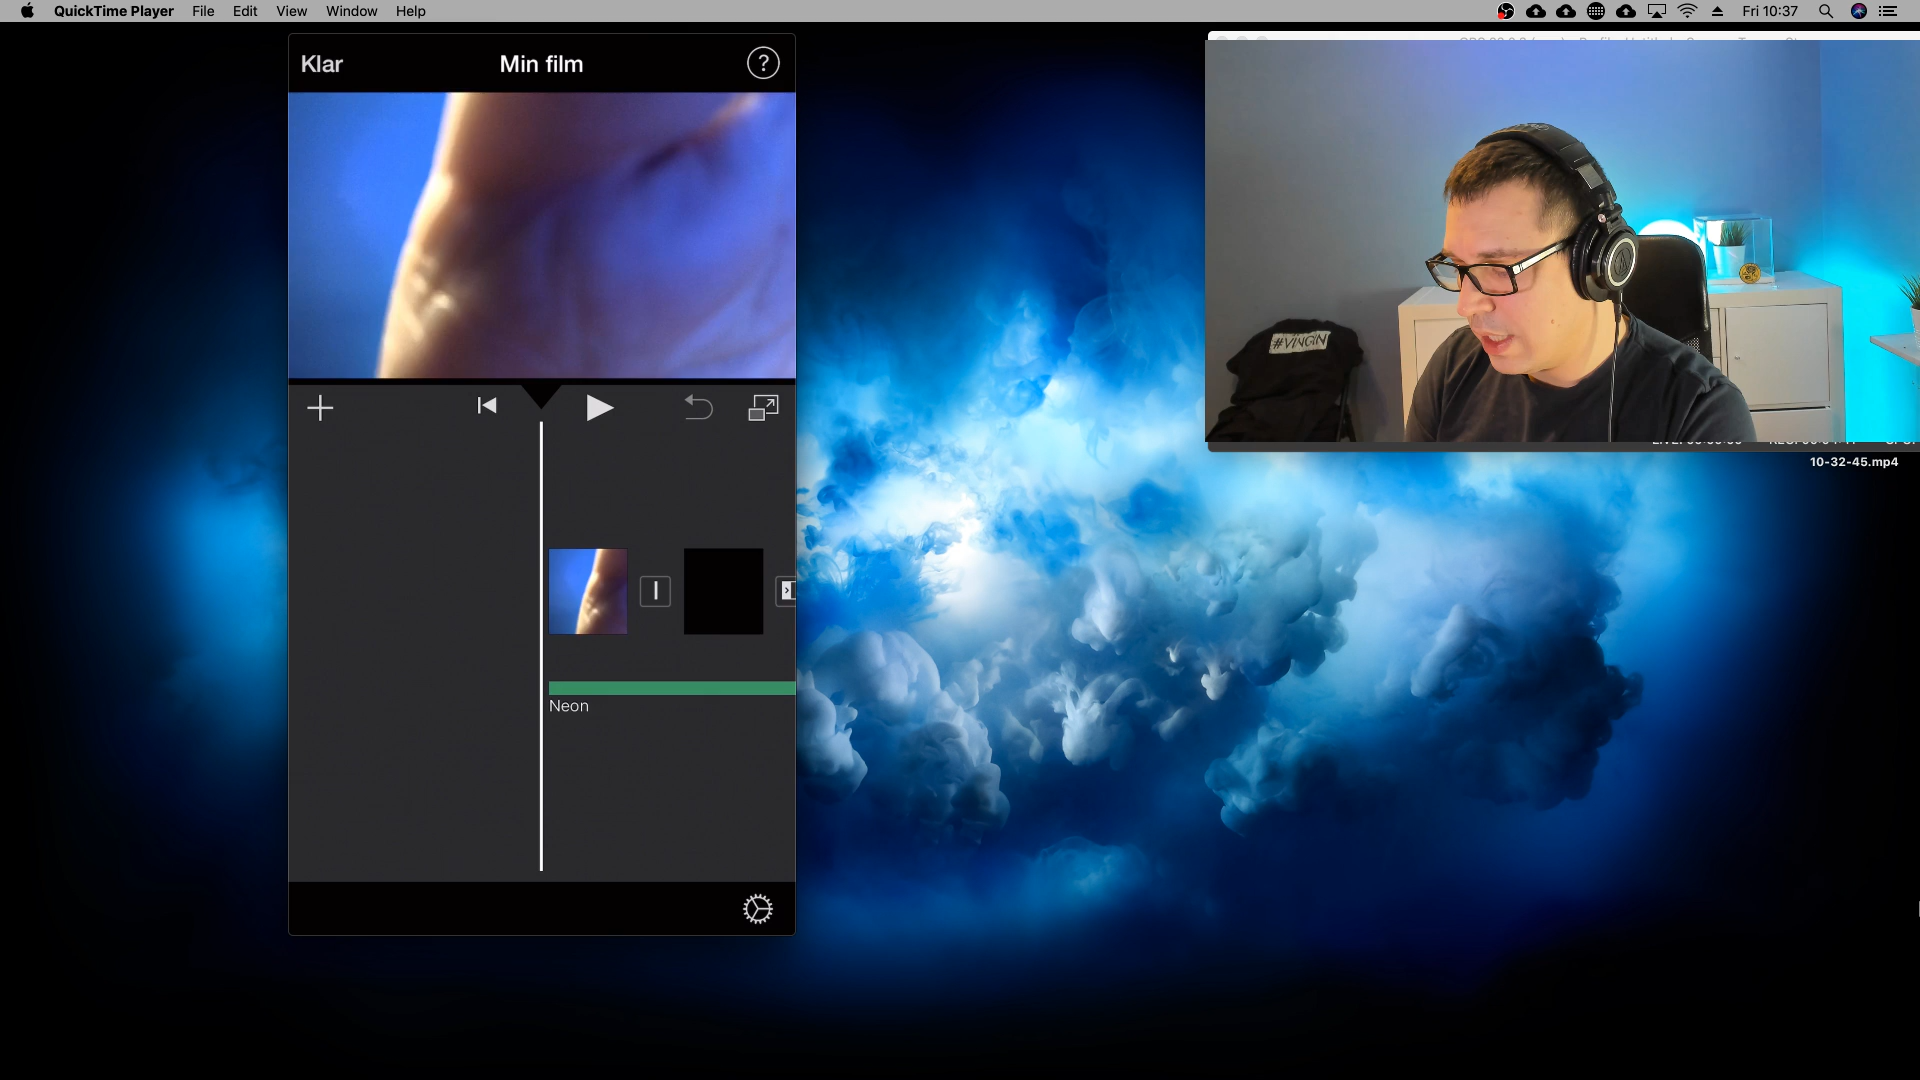 QuickTime Player File Edit View Window Help Fri 10:37
Klar Min film ?
#VINGIN
10-32-45.mp4
Neon